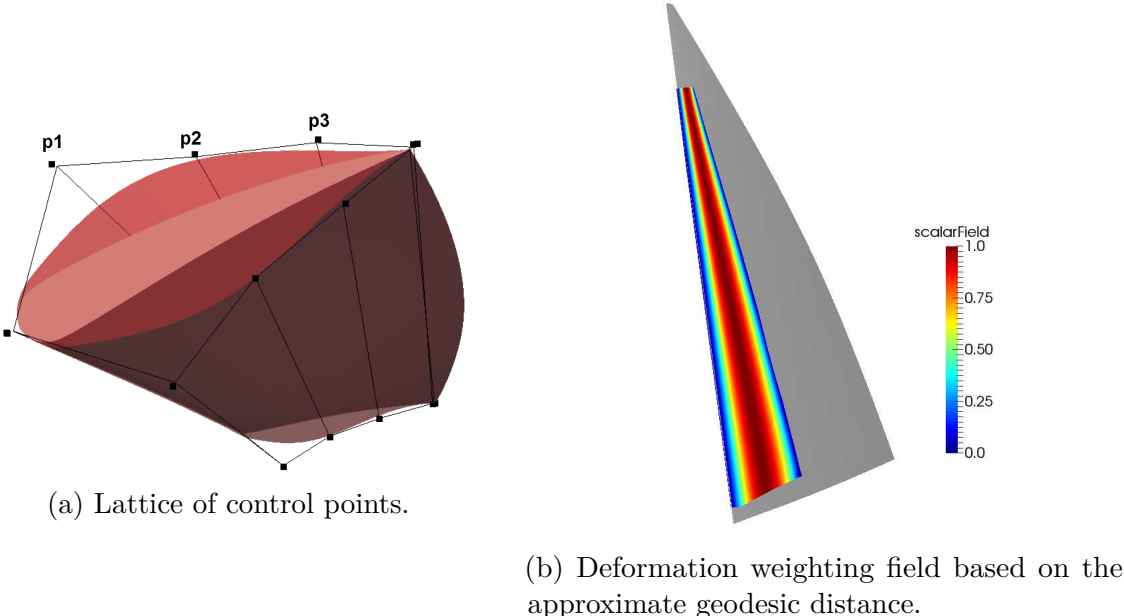 p1
p2
p3
(a) Lattice of control points.
scalarField
1.0
0.75
0.50
0.25
0.0
(b) Deformation weighting field based on the
approximate geodesic distance.